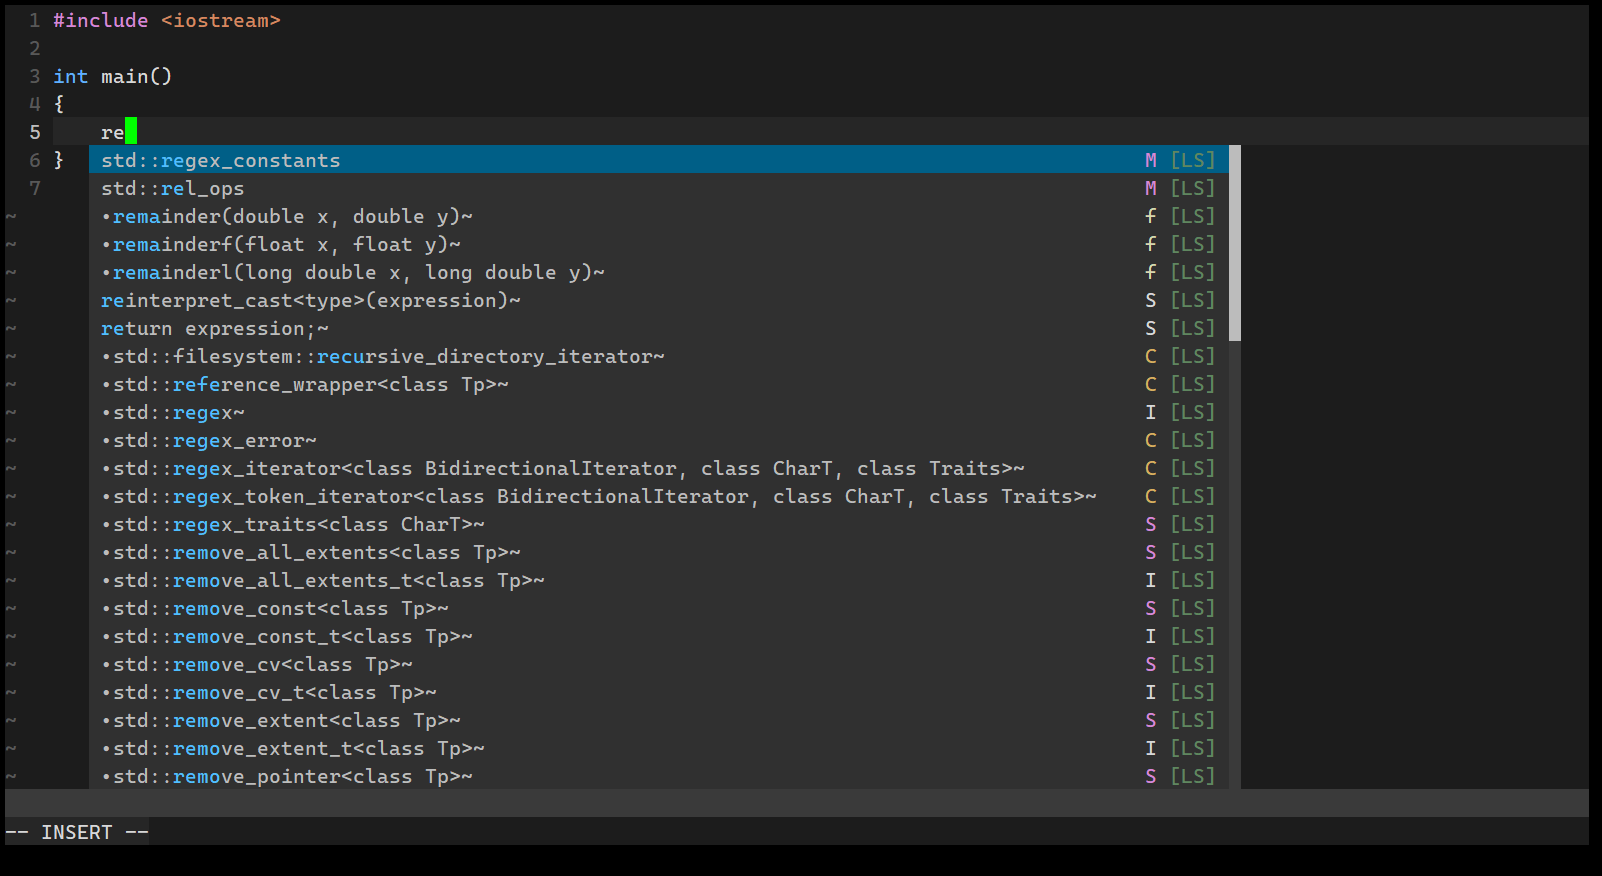 1 #include <iostream>
2
3 int main()
4 {
5     re
6 } std::regex_constants M [LS]
7 std::rel_ops M [LS]
~ •remainder(double x, double y)~ f [LS]
~ •remainderf(float x, float y)~ f [LS]
~ •remainderl(long double x, long double y)~ f [LS]
~ reinterpret_cast<type>(expression)~ S [LS]
~ return expression;~ S [LS]
~ •std::filesystem::recursive_directory_iterator~ C [LS]
~ •std::reference_wrapper<class Tp>~ C [LS]
~ •std::regex~ I [LS]
~ •std::regex_error~ C [LS]
~ •std::regex_iterator<class BidirectionalIterator, class CharT, class Traits>~ C [LS]
~ •std::regex_token_iterator<class BidirectionalIterator, class CharT, class Traits>~ C [LS]
~ •std::regex_traits<class CharT>~ S [LS]
~ •std::remove_all_extents<class Tp>~ S [LS]
~ •std::remove_all_extents_t<class Tp>~ I [LS]
~ •std::remove_const<class Tp>~ S [LS]
~ •std::remove_const_t<class Tp>~ I [LS]
~ •std::remove_cv<class Tp>~ S [LS]
~ •std::remove_cv_t<class Tp>~ I [LS]
~ •std::remove_extent<class Tp>~ S [LS]
~ •std::remove_extent_t<class Tp>~ I [LS]
~ •std::remove_pointer<class Tp>~ S [LS]
-- INSERT --